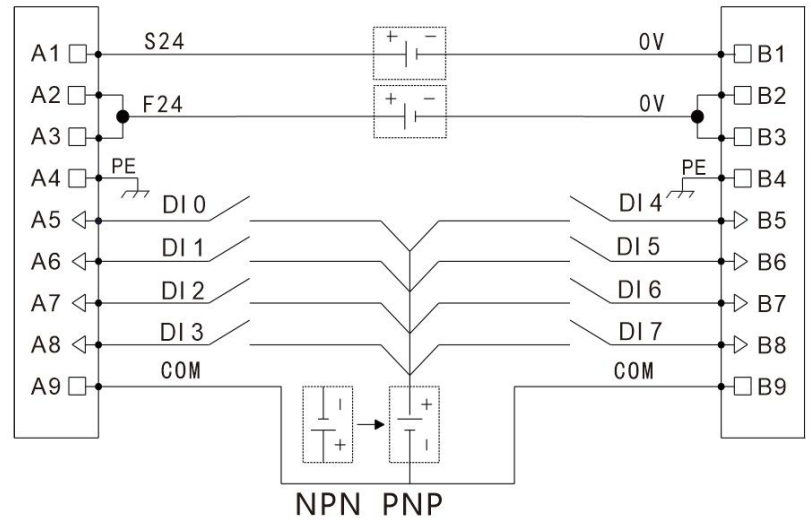 A1 S24 + − 0V B1
A2 B2
F24 + − 0V
A3 B3
A4 PE PE B4
A5 DI 0 DI 4 B5
A6 DI 1 DI 5 B6
A7 DI 2 DI 6 B7
A8 DI 3 DI 7 B8
A9 COM COM B9
− +
+ −
NPN PNP